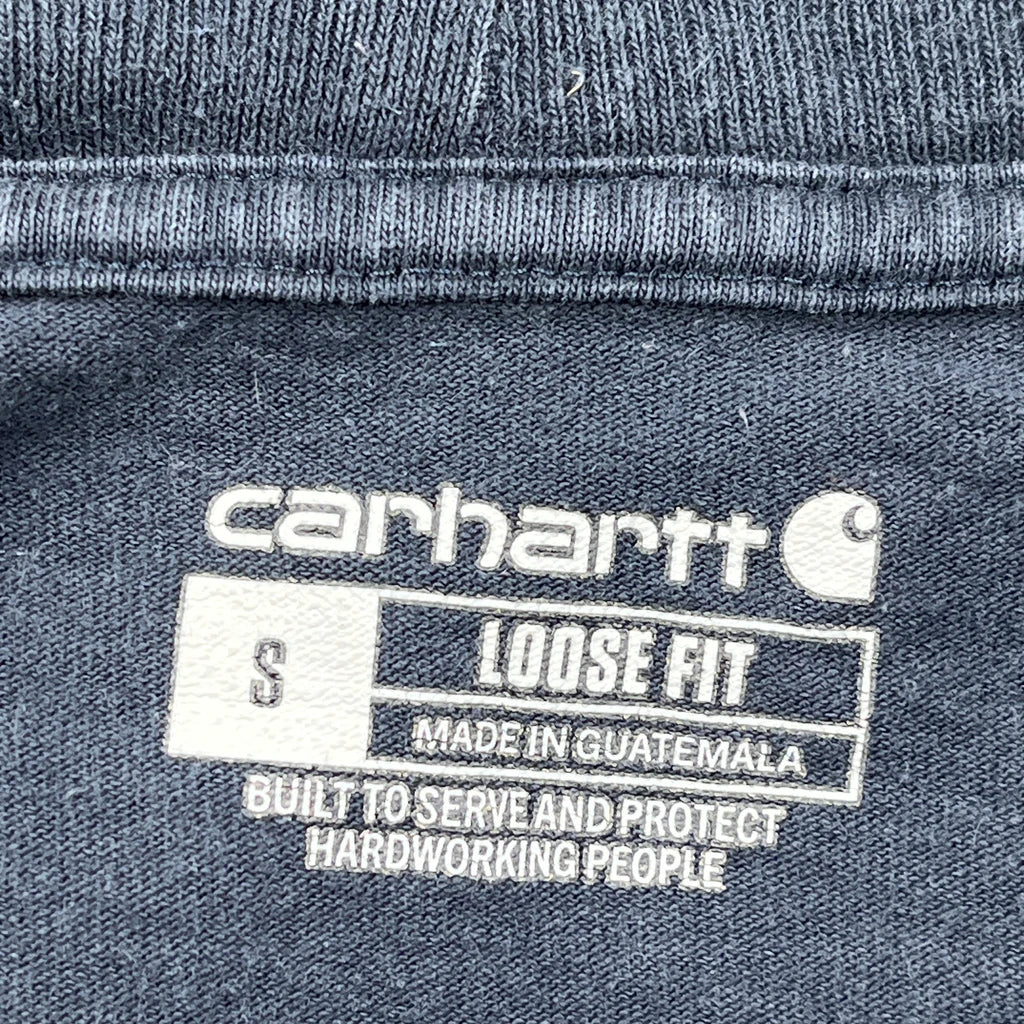 carhartt
S
LOOSE FIT
MADE IN GUATEMALA
BUILT TO SERVE AND PROTECT
HARDWORKING PEOPLE